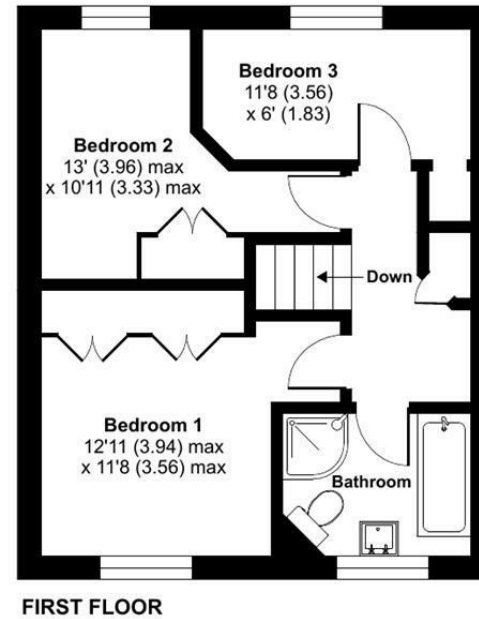 Bedroom 3
11'8 (3.56)
x 6' (1.83)
Bedroom 2
13' (3.96) max
x 10'11 (3.33) max
Down
Bedroom 1
12'11 (3.94) max
x 11'8 (3.56) max
Bathroom
FIRST FLOOR